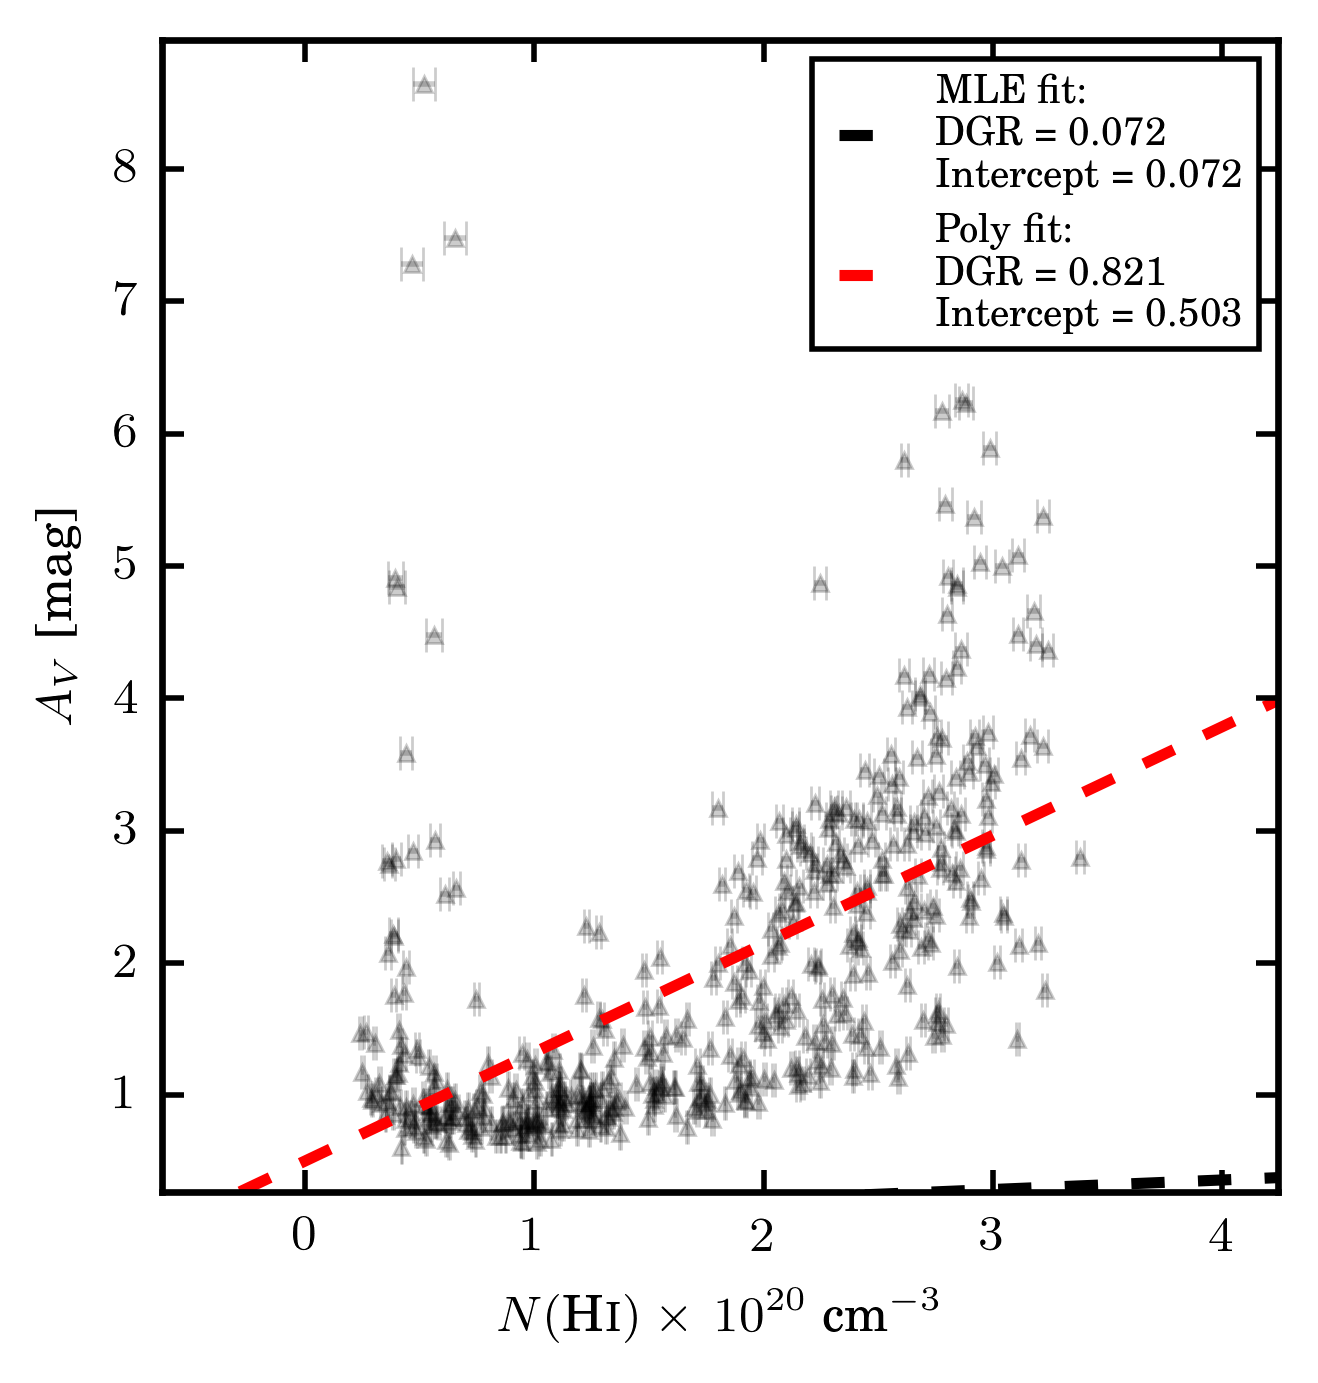 MLE fit:
DGR = 0.072
Intercept = 0.072
Poly fit:
DGR = 0.821
Intercept = 0.503
8
7
6
5
4
3
2
1
A_V [mag]
0 1 2 3 4
N(HI) × 10^20 cm^−3